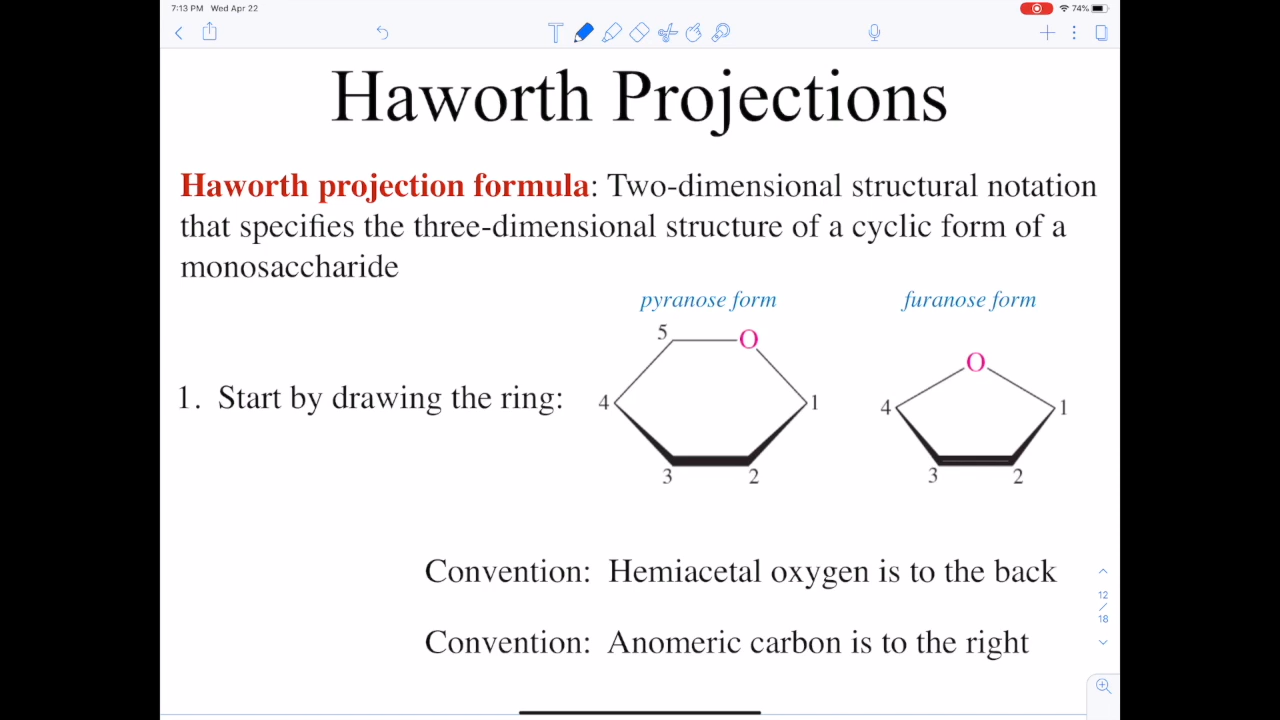 7:13 PM Wed Apr 22
74%
T
Haworth Projections
Haworth projection formula: Two-dimensional structural notation
that specifies the three-dimensional structure of a cyclic form of a
monosaccharide
pyranose form
furanose form
5
O
4
1
3
2
O
4
1
3
2
1. Start by drawing the ring:
Convention: Hemiacetal oxygen is to the back
Convention: Anomeric carbon is to the right
12
/
18